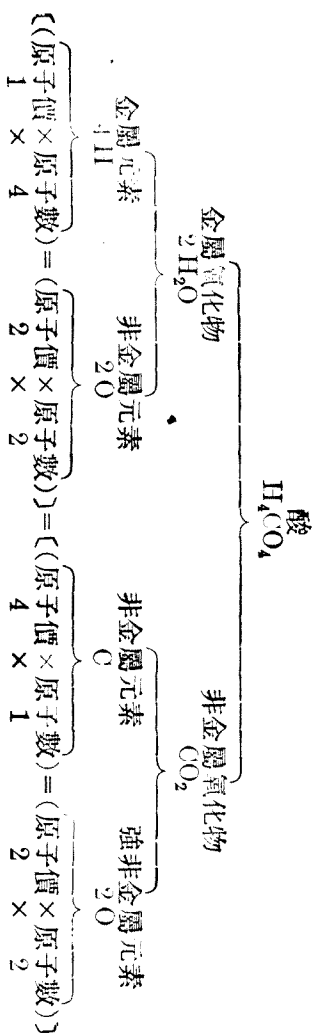 酸
H₄CO₄
金屬氧化物
2H₂O
非金屬氧化物
CO₂
金屬元素
4H
非金屬元素
2O
非金屬元素
C
強非金屬元素
2O
〔(原子價×原子數)=(原子價×原子數)〕=〔(原子價×原子數)=(原子價×原子數)〕
1 × 4 2 × 2 4 × 1 2 × 2